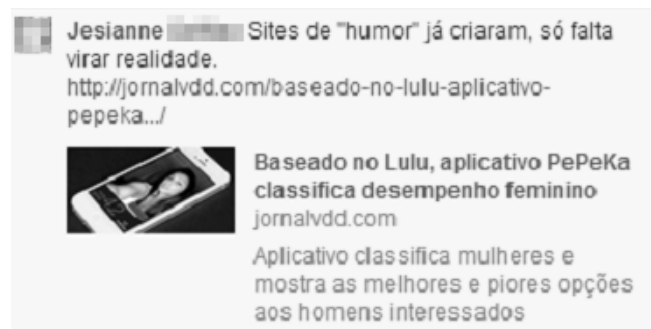 Jesianne Sites de "humor" já criaram, só falta
virar realidade.
http://jornalvdd.com/baseado-no-lulu-aplicativo-
pepeka.../
Baseado no Lulu, aplicativo PePeKa
classifica desempenho feminino
jornalvdd.com
Aplicativo classifica mulheres e
mostra as melhores e piores opções
aos homens interessados